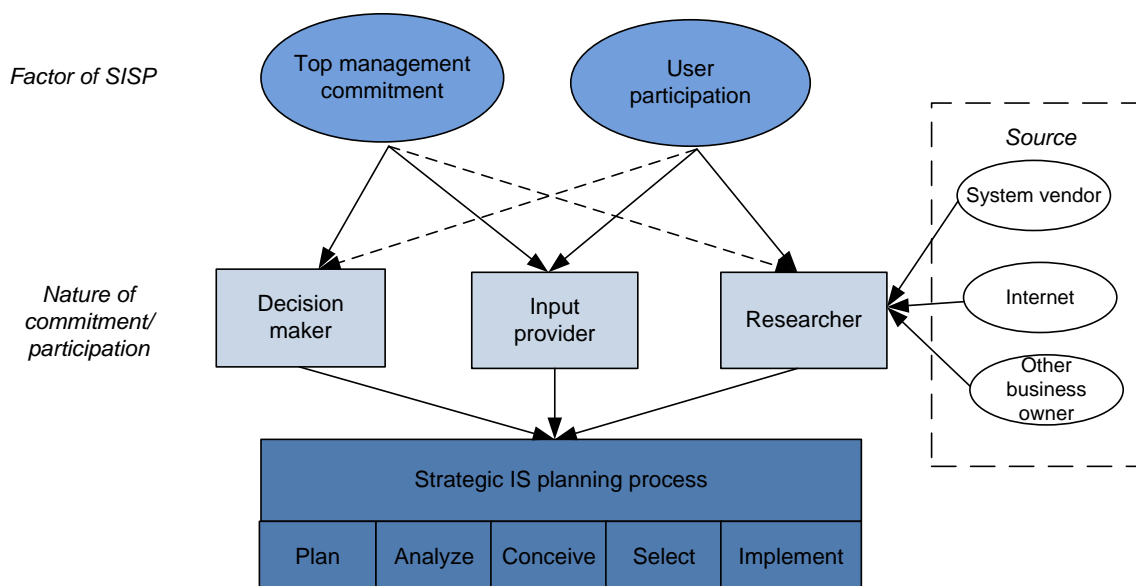 Factor of SISP
Top management
commitment
User
participation
Source
System vendor
Internet
Other
business
owner
Nature of
commitment/
participation
Decision
maker
Input
provider
Researcher
Strategic IS planning process
Plan
Analyze
Conceive
Select
Implement